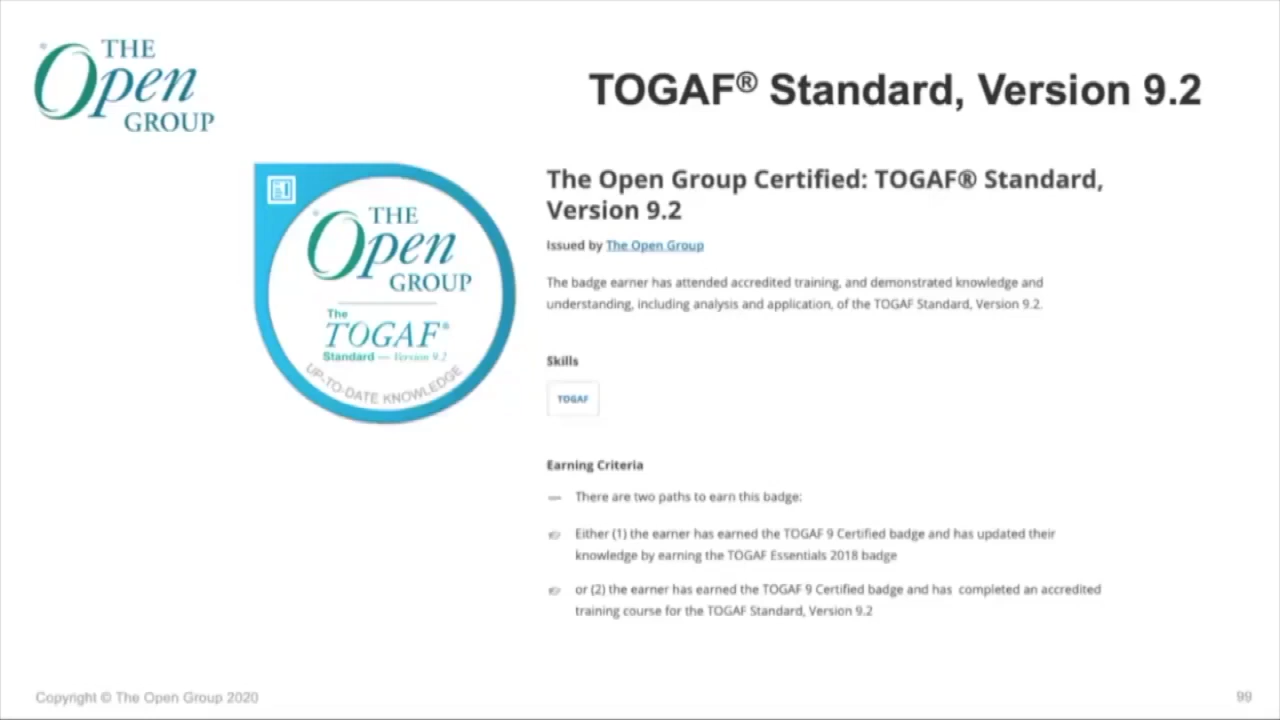 THE
Open
GROUP
TOGAF® Standard, Version 9.2
THE
Open
GROUP
The
TOGAF®
Standard — Version 9.2
UP-TO-DATE KNOWLEDGE
The Open Group Certified: TOGAF® Standard,
Version 9.2
Issued by The Open Group
The badge earner has attended accredited training, and demonstrated knowledge and
understanding, including analysis and application, of the TOGAF Standard, Version 9.2.
Skills
TOGAF
Earning Criteria
There are two paths to earn this badge:
Either (1) the earner has earned the TOGAF 9 Certified badge and has updated their
knowledge by earning the TOGAF Essentials 2018 badge
or (2) the earner has earned the TOGAF 9 Certified badge and has completed an accredited
training course for the TOGAF Standard, Version 9.2
Copyright © The Open Group 2020
99